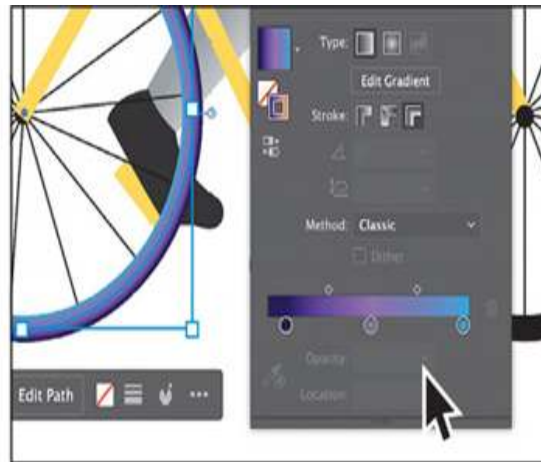 Type:
Edit Gradient
Stroke:
Method: Classic
Dither
Opacity:
Location:
Edit Path